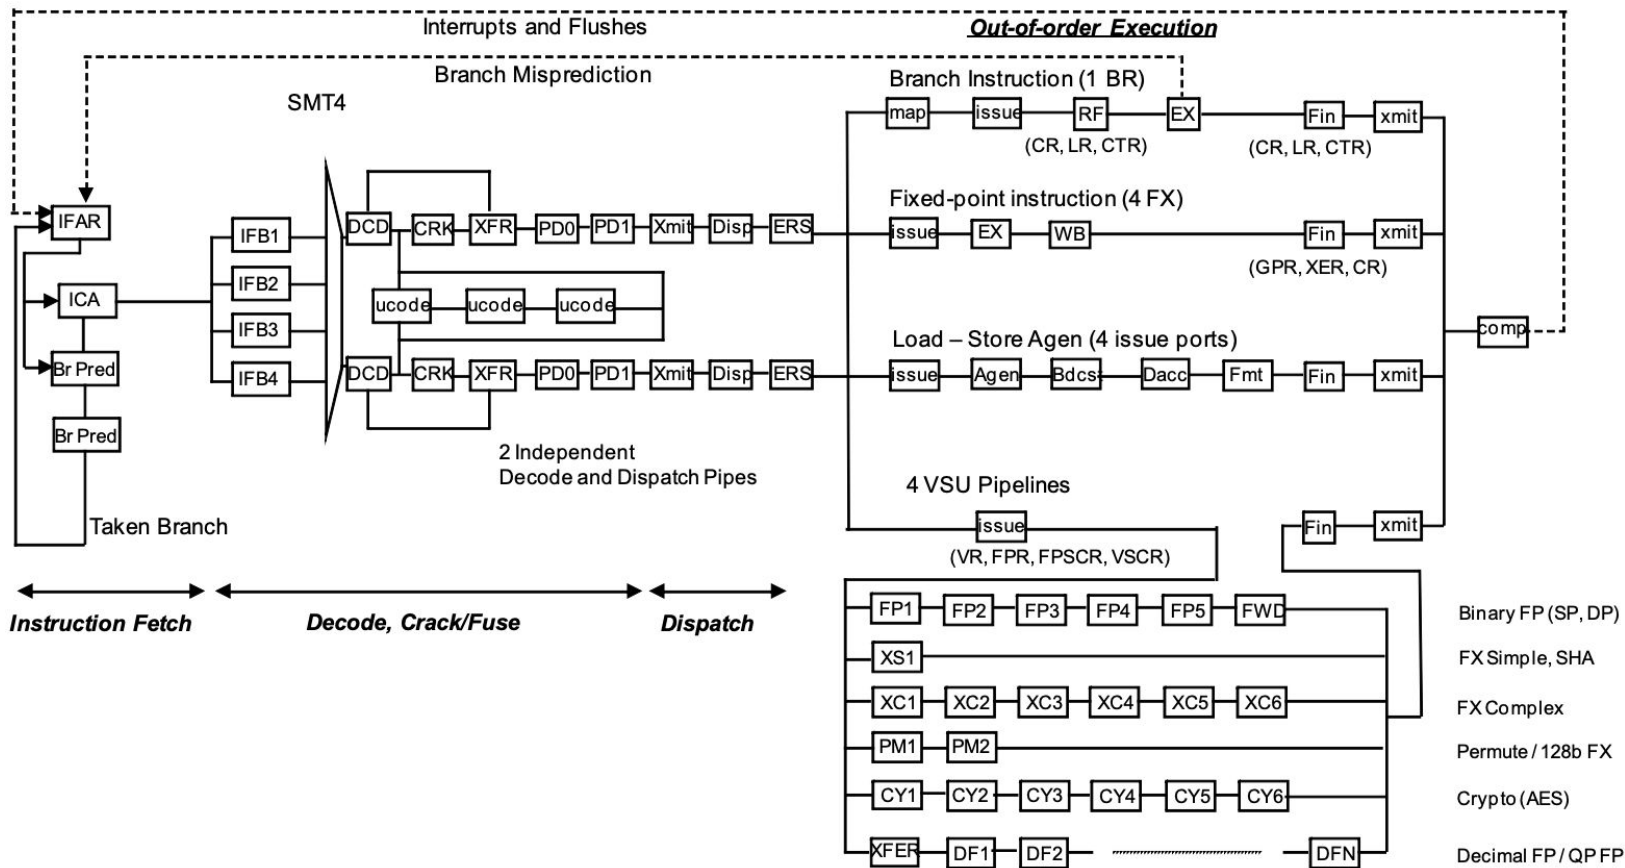 Interrupts and Flushes
Out-of-order Execution
Branch Misprediction
SMT4
IFAR
ICA
Br Pred
Br Pred
Taken Branch
IFB1
IFB2
IFB3
IFB4
DCD CRK XFR PD0 PD1 Xmit Disp ERS
ucode ucode ucode
DCD CRK XFR PD0 PD1 Xmit Disp ERS
2 Independent
Decode and Dispatch Pipes
Branch Instruction (1 BR)
map issue RF EX Fin xmit
(CR, LR, CTR) (CR, LR, CTR)
Fixed-point instruction (4 FX)
issue EX WB Fin xmit
(GPR, XER, CR)
comp
Load – Store Agen (4 issue ports)
issue Agen Bdcst Dacc Fmt Fin xmit
4 VSU Pipelines
issue Fin xmit
(VR, FPR, FPSCR, VSCR)
Instruction Fetch
Decode, Crack/Fuse
Dispatch
FP1 FP2 FP3 FP4 FP5 FWD Binary FP (SP, DP)
XS1 FX Simple, SHA
XC1 XC2 XC3 XC4 XC5 XC6 FX Complex
PM1 PM2 Permute / 128b FX
CY1 CY2 CY3 CY4 CY5 CY6 Crypto (AES)
XFER DF1 DF2 DFN Decimal FP / QP FP